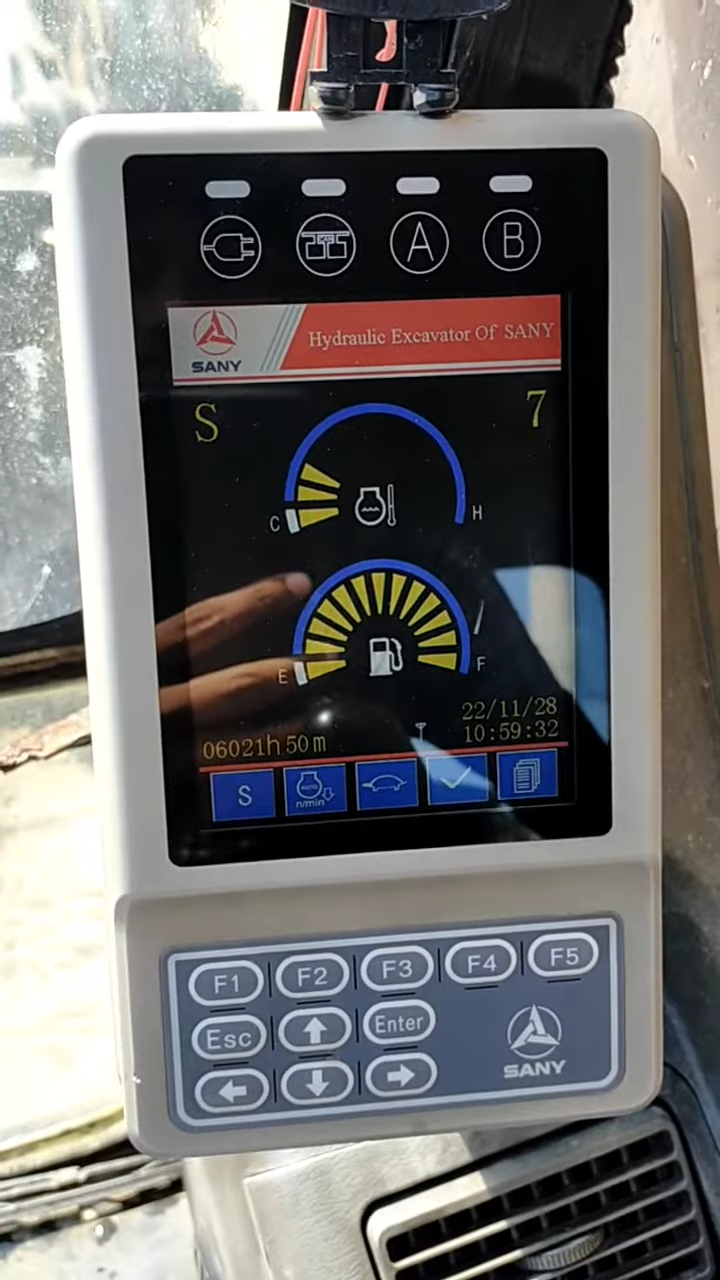 A B
SANY
Hydraulic Excavator Of SANY
S 7
C H
E F
22/11/28
06021h 50m 10:59:32
S AUTO n/min
F1 F2 F3 F4 F5
Esc Enter
SANY